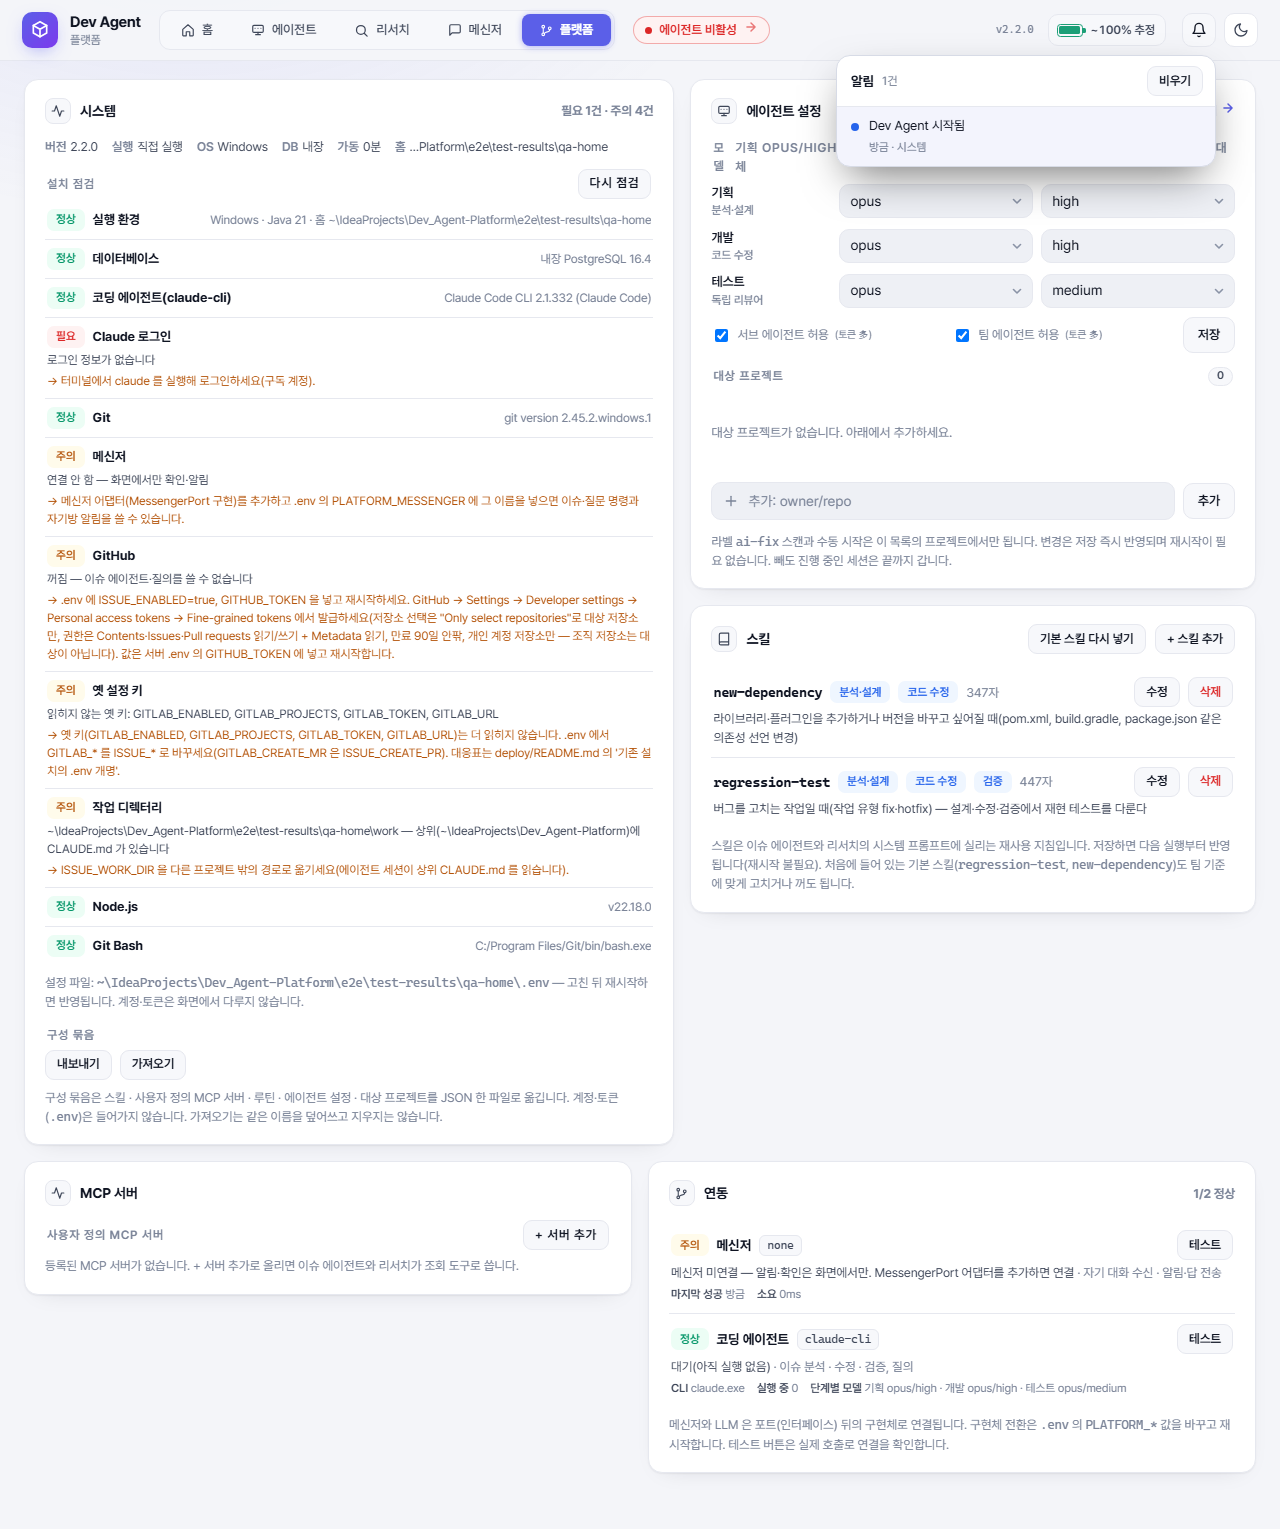 Dev Agent
플랫폼
홈
에이전트
리서치
메신저
플랫폼
에이전트 비활성 →
v2.2.0
~100% 추정
알림 1건
비우기
Dev Agent 시작됨
방금 · 시스템
시스템
필요 1건 · 주의 4건
버전 2.2.0 실행 직접 실행 OS Windows DB 내장 가동 0분 홈 ...Platform\e2e\test-results\qa-home
설치 점검
다시 점검
정상 실행 환경 Windows · Java 21 · 홈 ~\IdeaProjects\Dev_Agent-Platform\e2e\test-results\qa-home
정상 데이터베이스 내장 PostgreSQL 16.4
정상 코딩 에이전트(claude-cli) Claude Code CLI 2.1.332 (Claude Code)
필요 Claude 로그인
로그인 정보가 없습니다
→ 터미널에서 claude 를 실행해 로그인하세요(구독 계정).
정상 Git git version 2.45.2.windows.1
주의 메신저
연결 안 함 — 화면에서만 확인·알림
→ 메신저 어댑터(MessengerPort 구현)를 추가하고 .env 의 PLATFORM_MESSENGER 에 그 이름을 넣으면 이슈·질문 명령과
자기방 알림을 쓸 수 있습니다.
주의 GitHub
꺼짐 — 이슈 에이전트·질의를 쓸 수 없습니다
→ .env 에 ISSUE_ENABLED=true, GITHUB_TOKEN 을 넣고 재시작하세요. GitHub → Settings → Developer settings →
Personal access tokens → Fine-grained tokens 에서 발급하세요(저장소 선택은 "Only select repositories"로 대상 저장소
만, 권한은 Contents·Issues·Pull requests 읽기/쓰기 + Metadata 읽기, 만료 90일 안팎, 개인 계정 저장소만 — 조직 저장소는 대
상이 아닙니다). 값은 서버 .env 의 GITHUB_TOKEN 에 넣고 재시작합니다.
주의 옛 설정 키
읽히지 않는 옛 키: GITLAB_ENABLED, GITLAB_PROJECTS, GITLAB_TOKEN, GITLAB_URL
→ 옛 키(GITLAB_ENABLED, GITLAB_PROJECTS, GITLAB_TOKEN, GITLAB_URL)는 더 읽히지 않습니다. .env 에서
GITLAB_* 를 ISSUE_* 로 바꾸세요(GITLAB_CREATE_MR 은 ISSUE_CREATE_PR). 대응표는 deploy/README.md 의 '기존 설
치의 .env 개명'.
주의 작업 디렉터리
~\IdeaProjects\Dev_Agent-Platform\e2e\test-results\qa-home\work — 상위(~\IdeaProjects\Dev_Agent-Platform)에
CLAUDE.md 가 있습니다
→ ISSUE_WORK_DIR 을 다른 프로젝트 밖의 경로로 옮기세요(에이전트 세션이 상위 CLAUDE.md 를 읽습니다).
정상 Node.js v22.18.0
정상 Git Bash C:/Program Files/Git/bin/bash.exe
설정 파일: ~\IdeaProjects\Dev_Agent-Platform\e2e\test-results\qa-home\.env — 고친 뒤 재시작하
면 반영됩니다. 계정·토큰은 화면에서 다루지 않습니다.
구성 묶음
내보내기 가져오기
구성 묶음은 스킬 · 사용자 정의 MCP 서버 · 루틴 · 에이전트 설정 · 대상 프로젝트를 JSON 한 파일로 옮깁니다. 계정·토큰
(.env)은 들어가지 않습니다. 가져오기는 같은 이름을 덮어쓰고 지우지는 않습니다.
에이전트 설정 →
모 기획 OPUS/HIGH 대
델 체
기획 opus high
분석·설계
개발 opus high
코드 수정
테스트 opus medium
독립 리뷰어
서브 에이전트 허용 (토큰 多) 팀 에이전트 허용 (토큰 多) 저장
대상 프로젝트 0
대상 프로젝트가 없습니다. 아래에서 추가하세요.
+ 추가: owner/repo 추가
라벨 ai-fix 스캔과 수동 시작은 이 목록의 프로젝트에서만 됩니다. 변경은 저장 즉시 반영되며 재시작이 필
요 없습니다. 빼도 진행 중인 세션은 끝까지 갑니다.
스킬 기본 스킬 다시 넣기 + 스킬 추가
new-dependency 분석·설계 코드 수정 347자 수정 삭제
라이브러리·플러그인을 추가하거나 버전을 바꾸고 싶어질 때(pom.xml, build.gradle, package.json 같은
의존성 선언 변경)
regression-test 분석·설계 코드 수정 검증 447자 수정 삭제
버그를 고치는 작업일 때(작업 유형 fix·hotfix) — 설계·수정·검증에서 재현 테스트를 다룬다
스킬은 이슈 에이전트와 리서치의 시스템 프롬프트에 실리는 재사용 지침입니다. 저장하면 다음 실행부터 반영
됩니다(재시작 불필요). 처음에 들어 있는 기본 스킬(regression-test, new-dependency)도 팀 기준
에 맞게 고치거나 꺼도 됩니다.
MCP 서버
사용자 정의 MCP 서버 + 서버 추가
등록된 MCP 서버가 없습니다. + 서버 추가로 올리면 이슈 에이전트와 리서치가 조회 도구로 씁니다.
연동 1/2 정상
주의 메신저 none 테스트
메신저 미연결 — 알림·확인은 화면에서만. MessengerPort 어댑터를 추가하면 연결 · 자기 대화 수신 · 알림·답 전송
마지막 성공 방금 소요 0ms
정상 코딩 에이전트 claude-cli 테스트
대기(아직 실행 없음) · 이슈 분석 · 수정 · 검증, 질의
CLI claude.exe 실행 중 0 단계별 모델 기획 opus/high · 개발 opus/high · 테스트 opus/medium
메신저와 LLM 은 포트(인터페이스) 뒤의 구현체로 연결됩니다. 구현체 전환은 .env 의 PLATFORM_* 값을 바꾸고 재
시작합니다. 테스트 버튼은 실제 호출로 연결을 확인합니다.